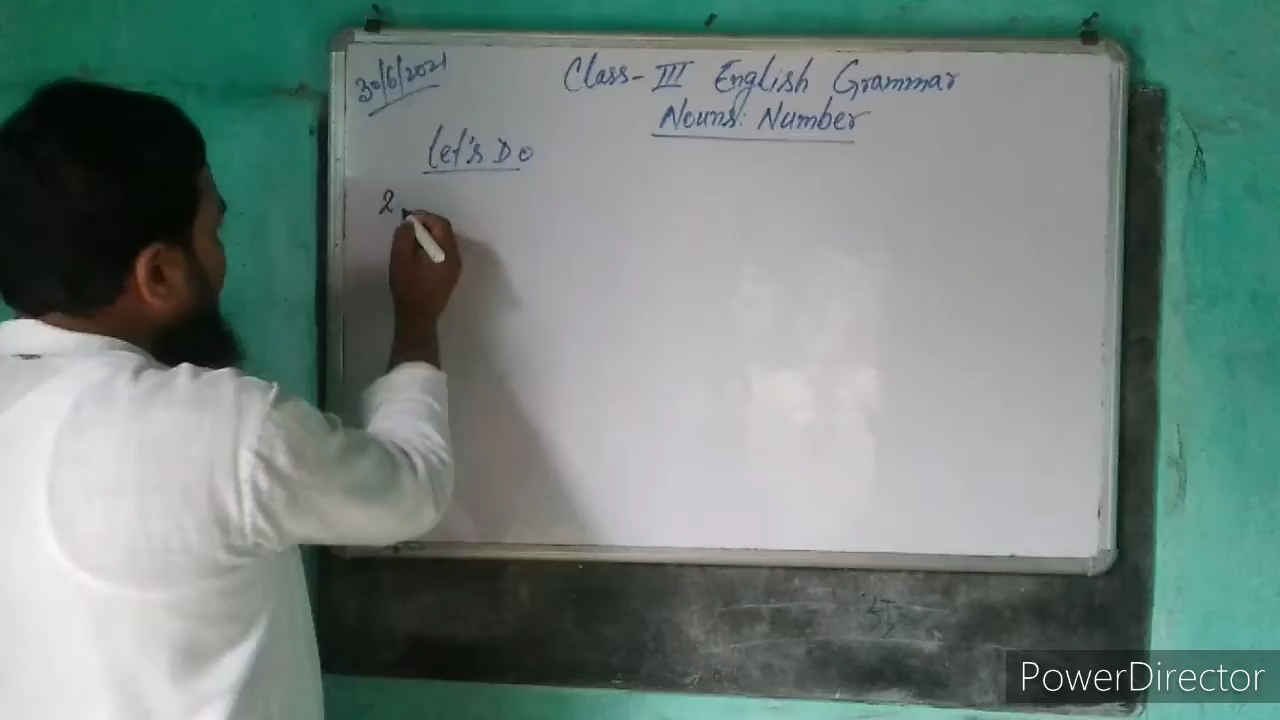 30/6/2021
Class- III English Grammar
Nouns: Number
Let's Do
2
PowerDirector